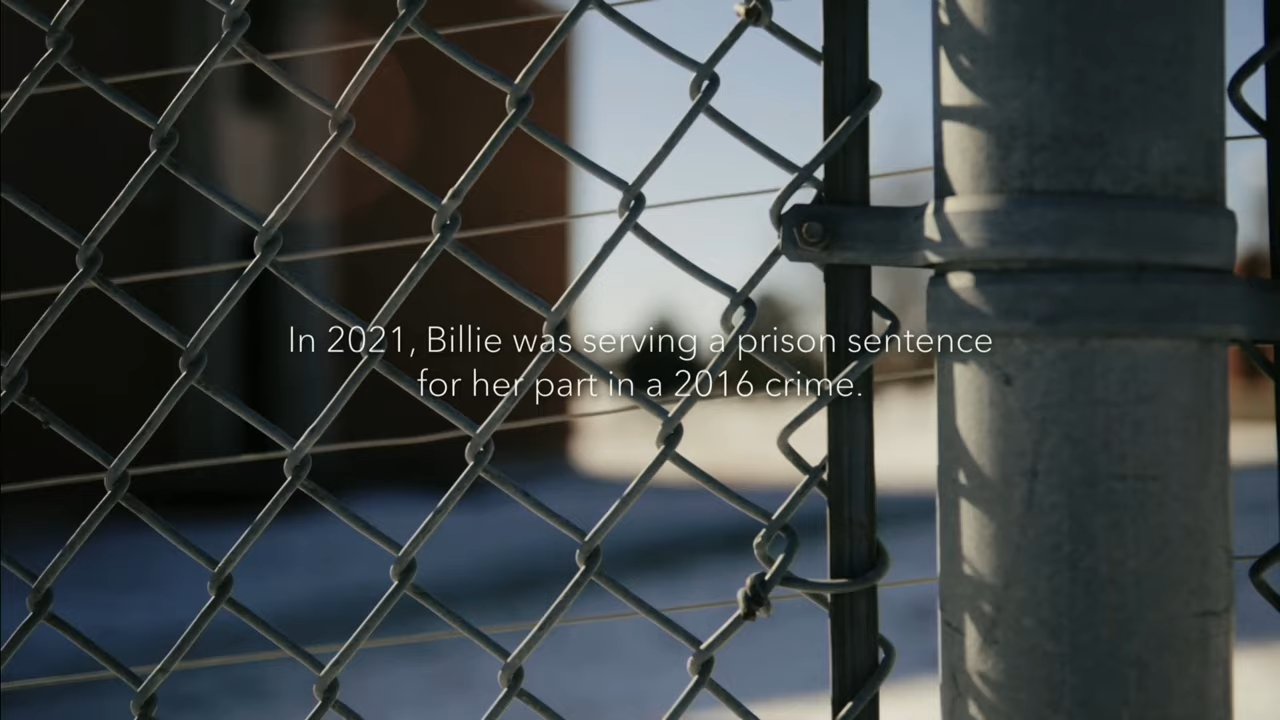 In 2021, Billie was serving a prison sentence
for her part in a 2016 crime.